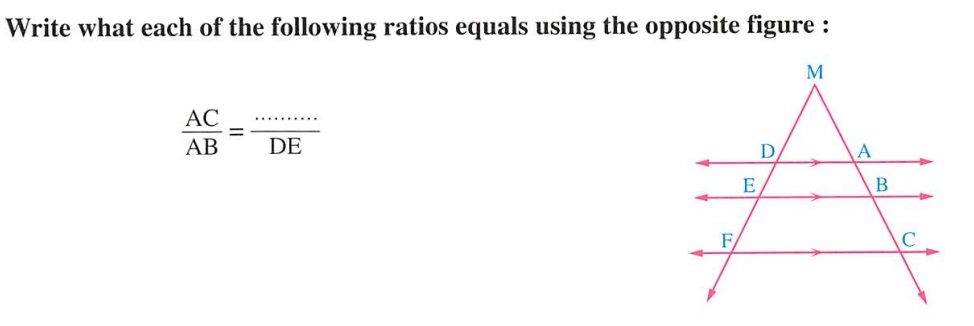 Write what each of the following ratios equals using the opposite figure :
AC/AB = ........../DE
M
D A
E B
F C